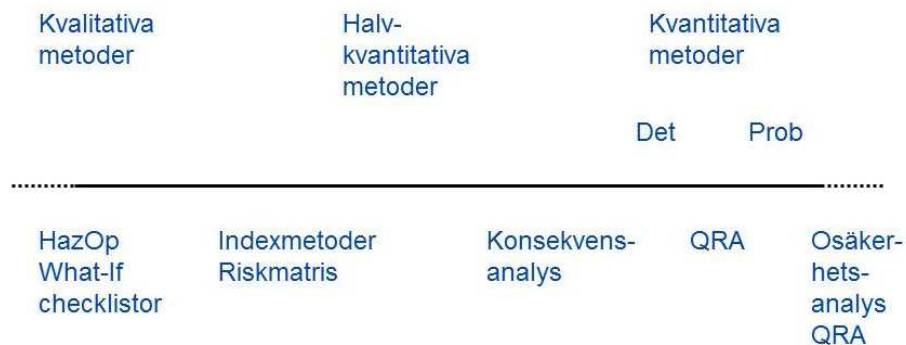 Kvalitativa
metoder
Halv-
kvantitativa
metoder
Kvantitativa
metoder
Det
Prob
HazOp
What-If
checklistor
Indexmetoder
Riskmatris
Konsekvens-
analys
QRA
Osäker-
hets-
analys
QRA